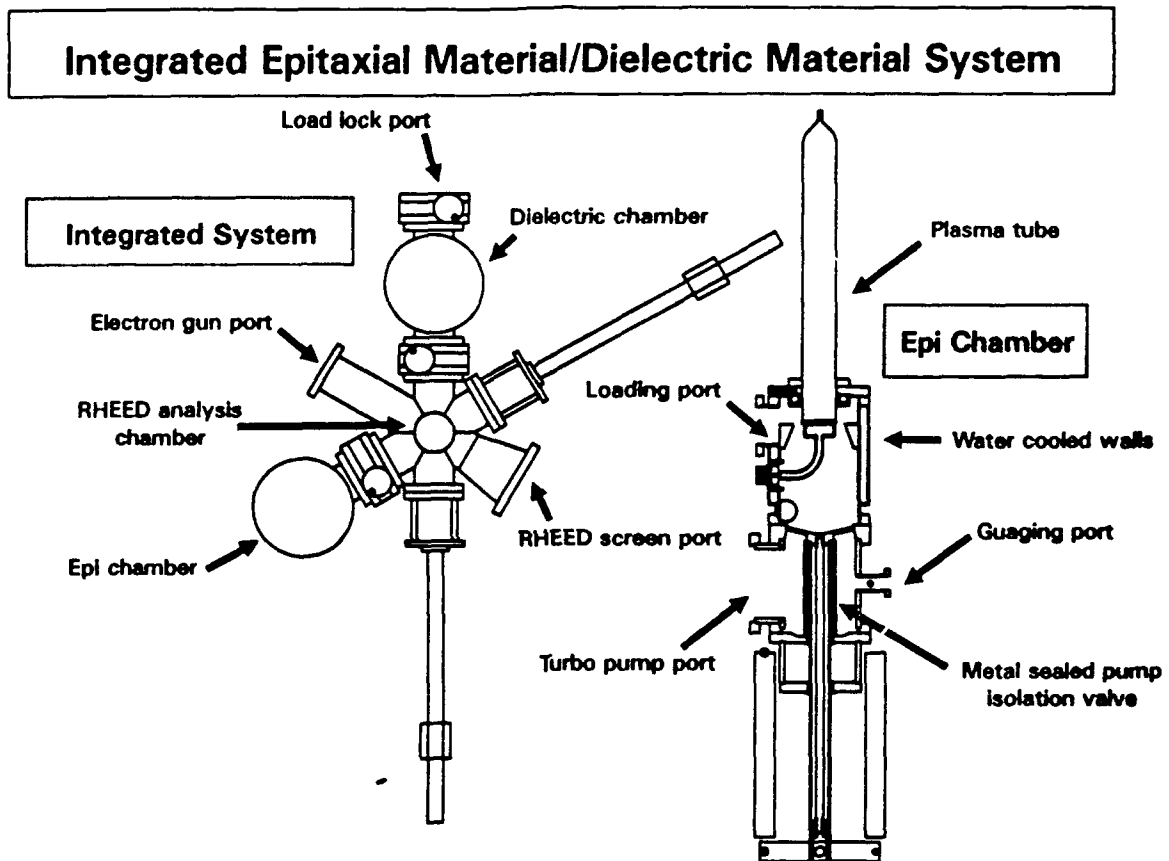 Integrated Epitaxial Material/Dielectric Material System
Load lock port
Integrated System
Dielectric chamber
Plasma tube
Electron gun port
Epi Chamber
Loading port
RHEED analysis
chamber
Water cooled walls
RHEED screen port
Guaging port
Epi chamber
Turbo pump port
Metal sealed pump
isolation valve